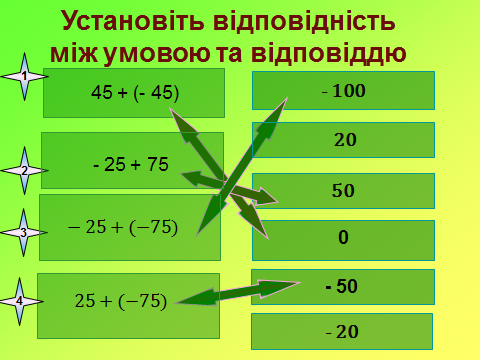 Установіть відповідність
між умовою та відповіддю
1
45 + (- 45)
2
- 25 + 75
3
− 25 + (−75)
4
25 + (−75)
- 100
20
50
0
- 50
- 20